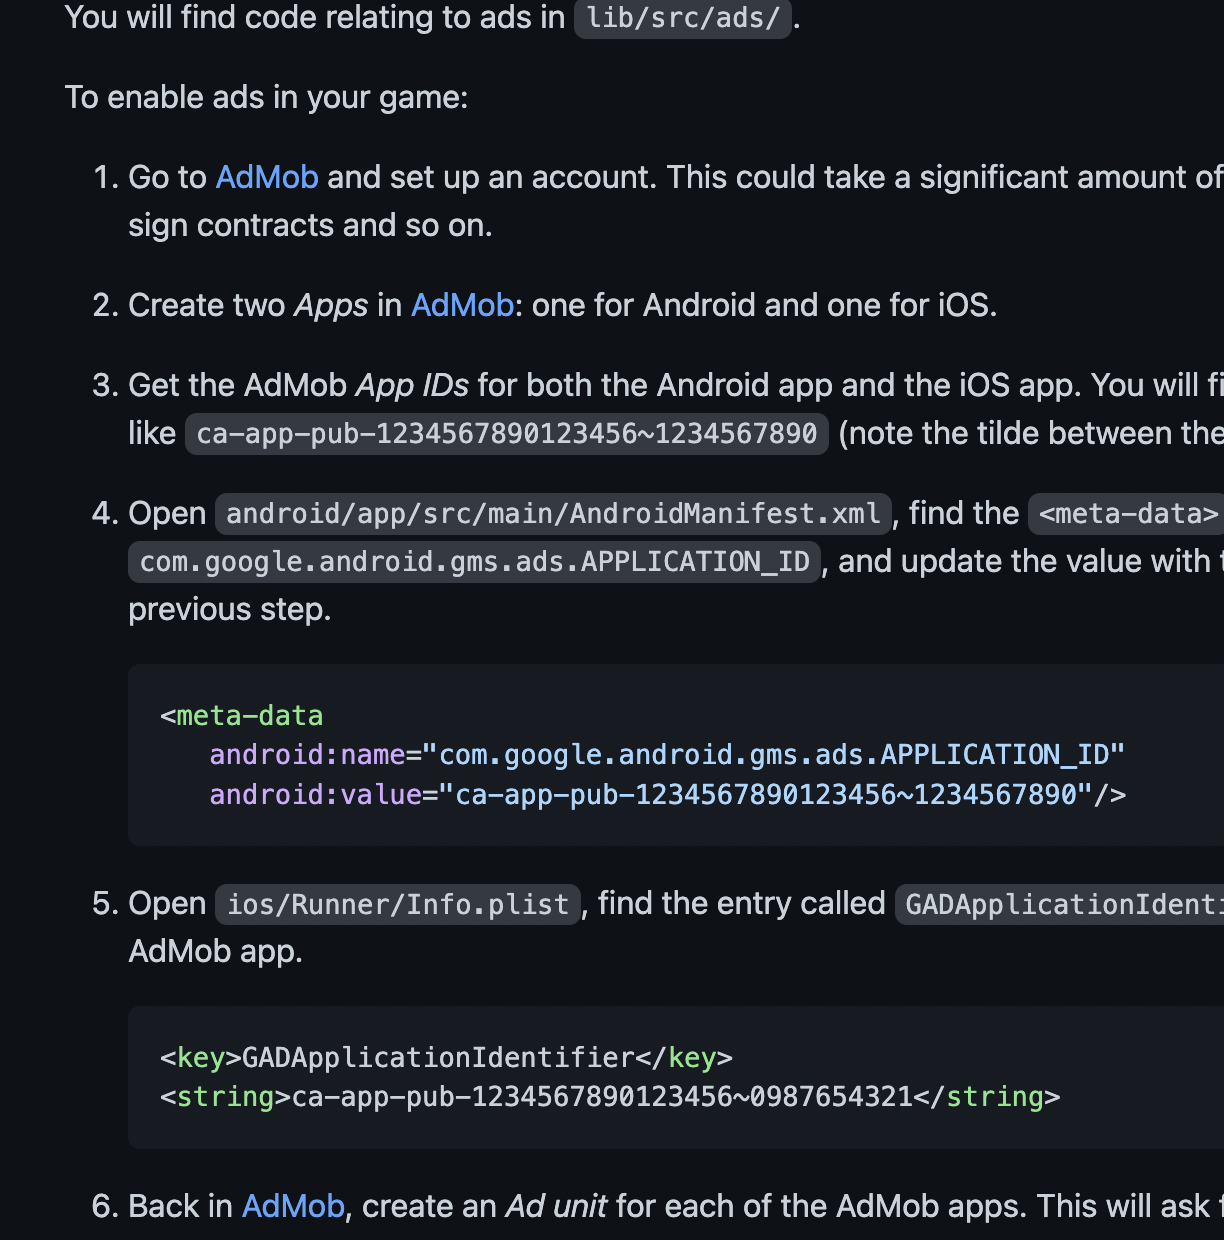 You will find code relating to ads in lib/src/ads/.
To enable ads in your game:
1. Go to AdMob and set up an account. This could take a significant amount of
sign contracts and so on.
2. Create two Apps in AdMob: one for Android and one for iOS.
3. Get the AdMob App IDs for both the Android app and the iOS app. You will
like ca-app-pub-1234567890123456~1234567890 (note the tilde between the
4. Open android/app/src/main/AndroidManifest.xml, find the <meta-data>
com.google.android.gms.ads.APPLICATION_ID, and update the value with
previous step.
<meta-data
android:name="com.google.android.gms.ads.APPLICATION_ID"
android:value="ca-app-pub-1234567890123456~1234567890"/>
5. Open ios/Runner/Info.plist, find the entry called GADApplicationIdenti
AdMob app.
<key>GADApplicationIdentifier</key>
<string>ca-app-pub-1234567890123456~0987654321</string>
6. Back in AdMob, create an Ad unit for each of the AdMob apps. This will ask